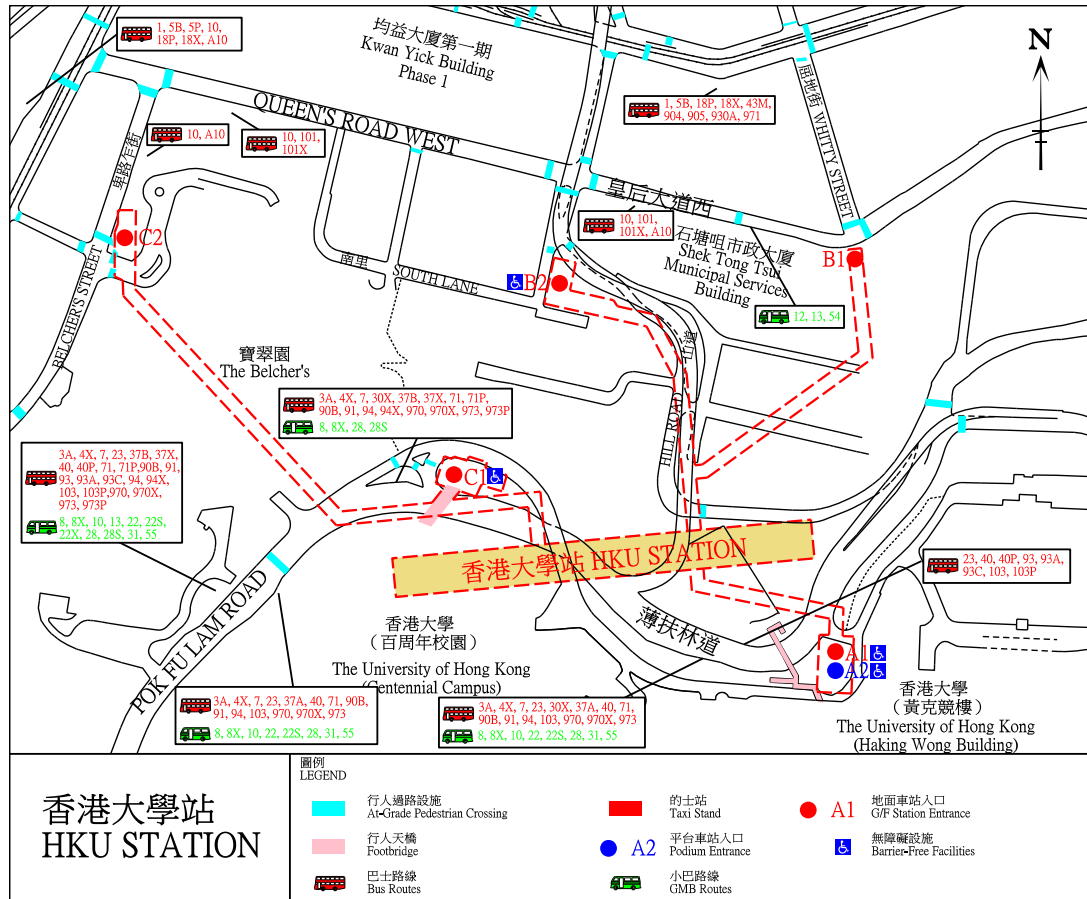 1, 5B, 5P, 10,
18P, 18X, A10
均益大廈第一期
Kwan Yick Building
Phase 1
N
1, 5B, 18P, 18X, 43M,
904, 905, 930A, 971
屈地街 WHITTY STREET
QUEEN'S ROAD WEST
10, A10
10, 101,
101X
卑路乍街
皇后大道西
10, 101,
101X, A10
石塘咀市政大廈
Shek Tong Tsui
Municipal Services
Building
C2
B1
南里
SOUTH LANE
B2
BELCHER'S STREET
12, 13, 54
山道
HILL ROAD
寶翠園
The Belcher's
3A, 4X, 7, 30X, 37B, 37X, 71, 71P,
90B, 91, 94, 94X, 970, 970X, 973, 973P
8, 8X, 28, 28S
3A, 4X, 7, 23, 37B, 37X,
40, 40P, 71, 71P,90B, 91,
93, 93A, 93C, 94, 94X,
103, 103P,970, 970X,
973, 973P
8, 8X, 10, 13, 22, 22S,
22X, 28, 28S, 31, 55
C1
香港大學站 HKU STATION
23, 40, 40P, 93, 93A,
93C, 103, 103P
POK FU LAM ROAD
薄扶林道
香港大學
（百周年校園）
The University of Hong Kong
(Centennial Campus)
A1
A2
3A, 4X, 7, 23, 37A, 40, 71, 90B,
91, 94, 103, 970, 970X, 973
8, 8X, 10, 22, 22S, 28, 31, 55
3A, 4X, 7, 23, 30X, 37A, 40, 71,
90B, 91, 94, 103, 970, 970X, 973
8, 8X, 10, 22, 22S, 28, 31, 55
香港大學
（黃克競樓）
The University of Hong Kong
(Haking Wong Building)
香港大學站
HKU STATION
圖例
LEGEND
行人過路設施
At-Grade Pedestrian Crossing
的士站
Taxi Stand
A1
地面車站入口
G/F Station Entrance
行人天橋
Footbridge
A2
平台車站入口
Podium Entrance
無障礙設施
Barrier-Free Facilities
巴士路線
Bus Routes
小巴路線
GMB Routes